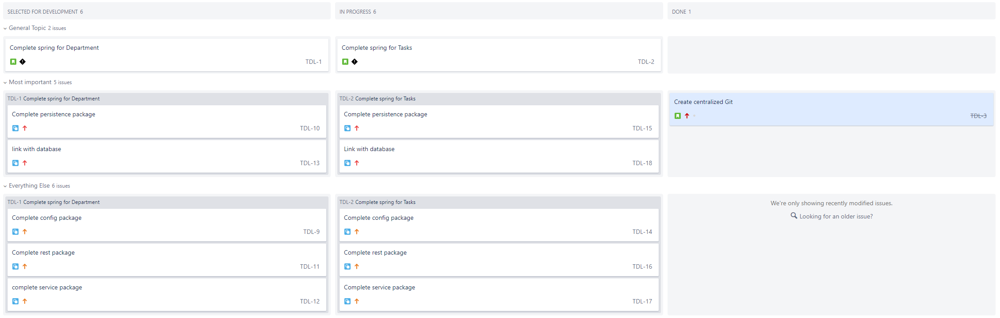 SELECTED FOR DEVELOPMENT 6
IN PROGRESS 6
DONE 1
General Topic 2 issues
Complete spring for Department
TDL-1
Complete spring for Tasks
TDL-2
Most important 5 issues
TDL-1 Complete spring for Department
Complete persistence package
TDL-10
link with database
TDL-13
TDL-2 Complete spring for Tasks
Complete persistence package
TDL-15
Link with database
TDL-18
Create centralized Git
TDL-3
Everything Else 6 issues
TDL-1 Complete spring for Department
Complete config package
TDL-9
Complete rest package
TDL-11
complete service package
TDL-12
TDL-2 Complete spring for Tasks
Complete config package
TDL-14
Complete rest package
TDL-16
Complete service package
TDL-17
We're only showing recently modified issues.
Looking for an older issue?